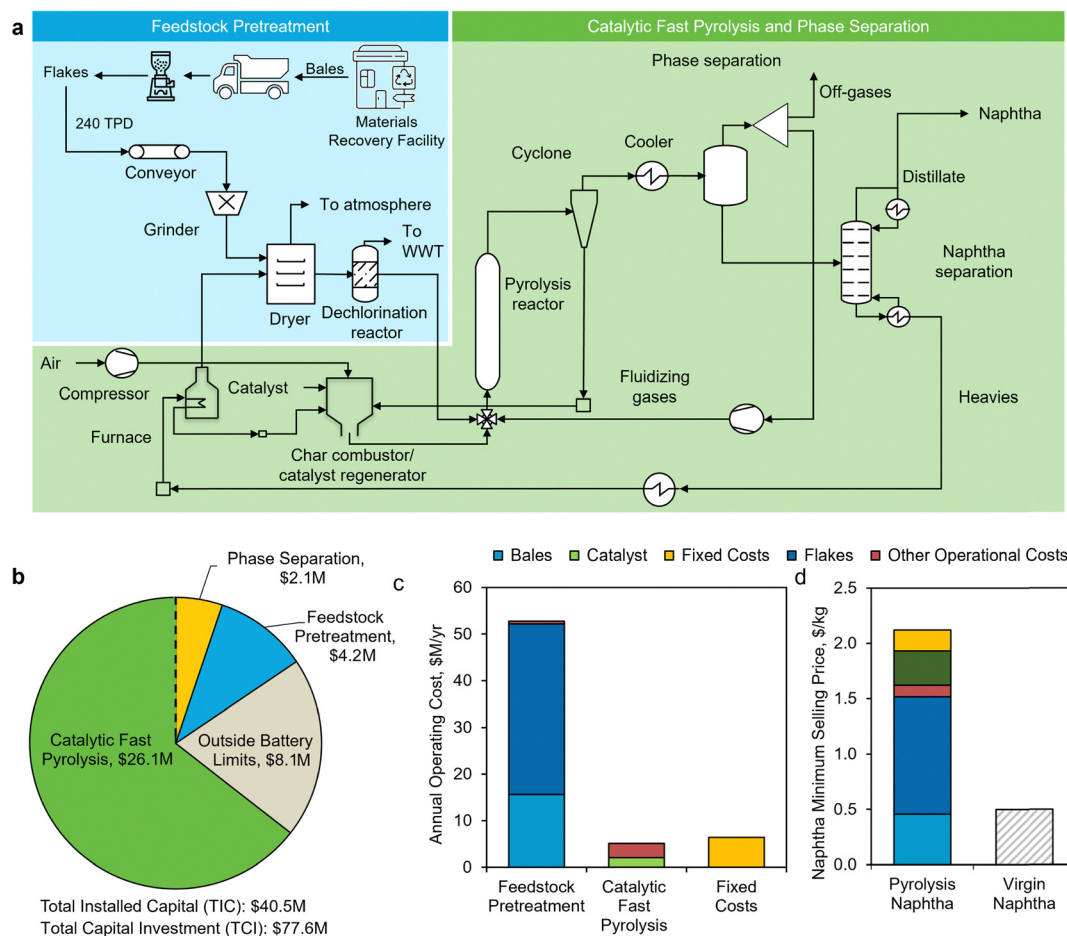 a
Feedstock Pretreatment
Catalytic Fast Pyrolysis and Phase Separation
Flakes
Bales
Materials
Recovery Facility
240 TPD
Conveyor
Grinder
To atmosphere
To
WWT
Dryer
Dechlorination
reactor
Phase separation
Off-gases
Naphtha
Cyclone
Cooler
Distillate
Naphtha
separation
Pyrolysis
reactor
Air
Compressor
Catalyst
Furnace
Char combustor/
catalyst regenerator
Fluidizing
gases
Heavies
b
Phase Separation,
$2.1M
Feedstock
Pretreatment,
$4.2M
Catalytic Fast
Pyrolysis, $26.1M
Outside Battery
Limits, $8.1M
Total Installed Capital (TIC): $40.5M
Total Capital Investment (TCI): $77.6M
Bales
Catalyst
Fixed Costs
Flakes
Other Operational Costs
c
Annual Operating Cost, $M/yr
60
50
40
30
20
10
0
Feedstock
Pretreatment
Catalytic
Fast
Pyrolysis
Fixed
Costs
d
Naphtha Minimum Selling Price, $/kg
2.5
2.0
1.5
1.0
0.5
0.0
Pyrolysis
Naphtha
Virgin
Naphtha